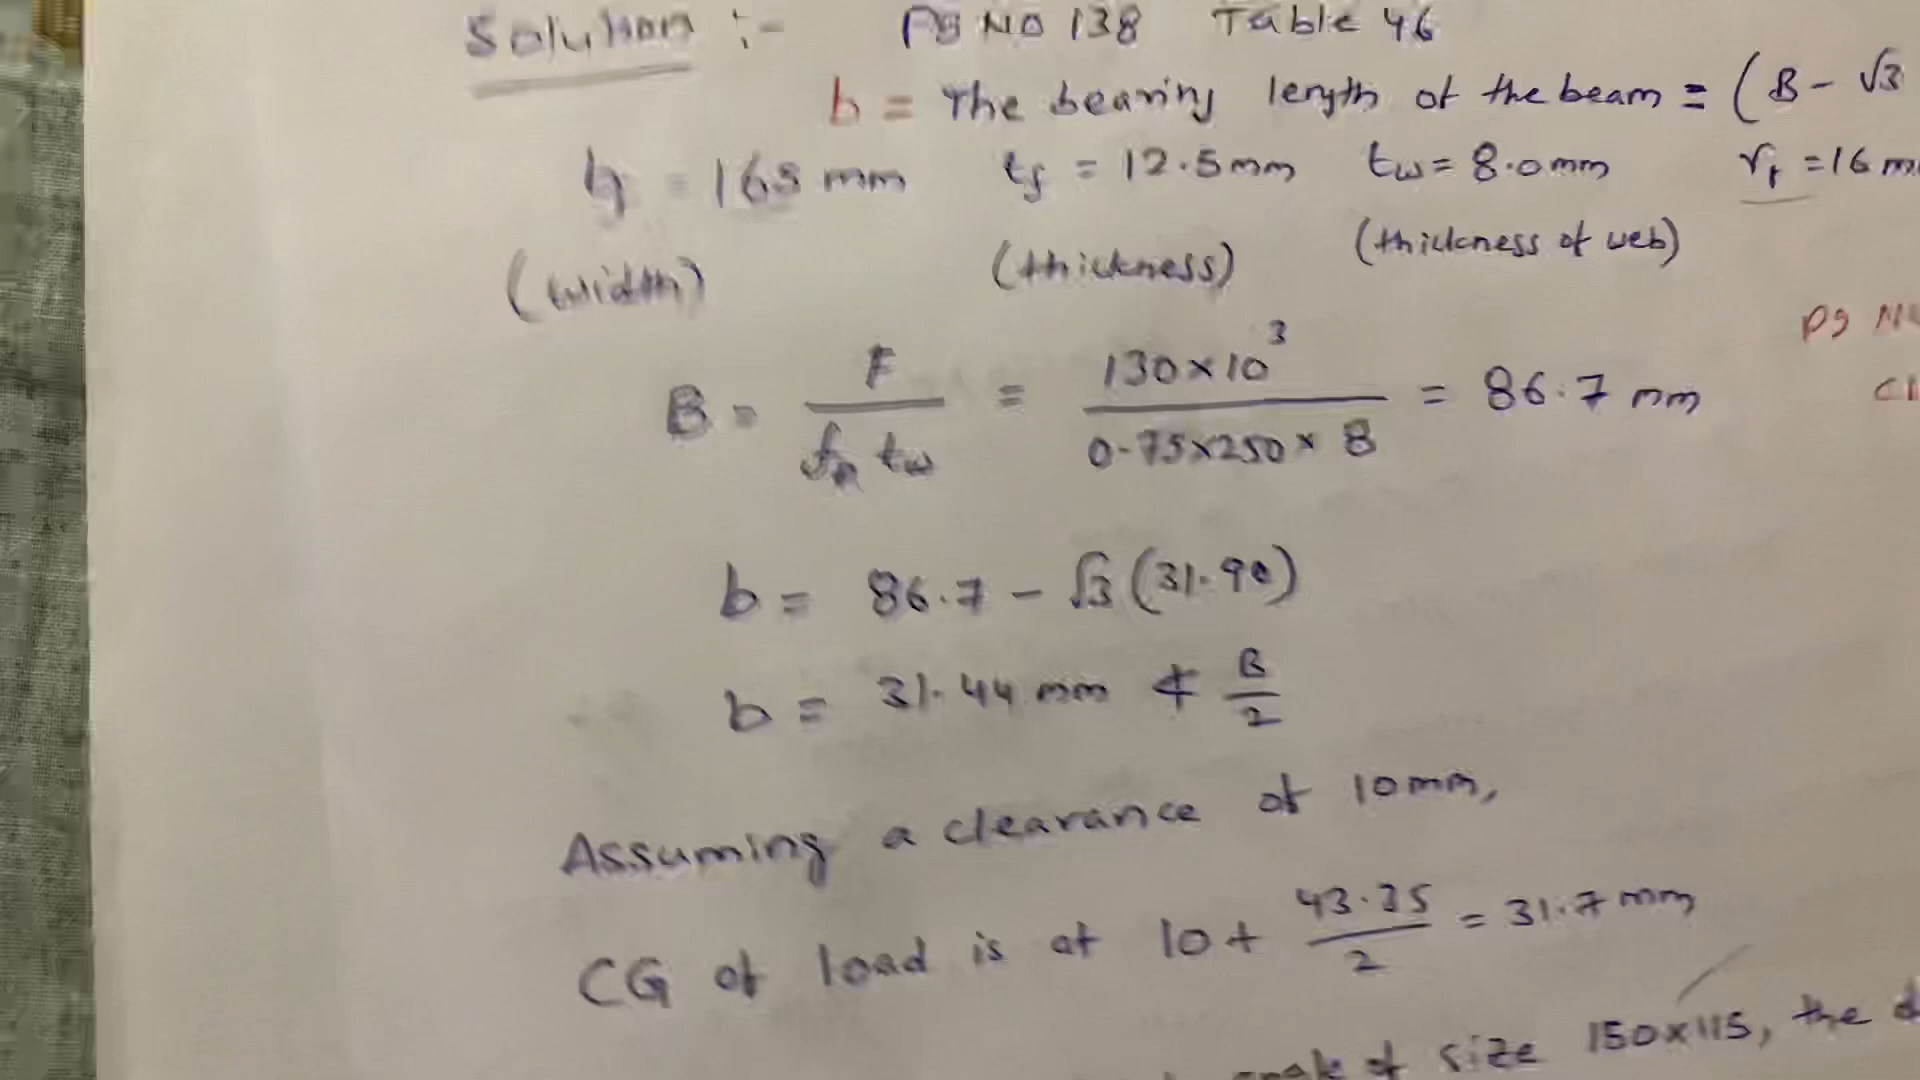 Solution :- Pg NO 138 Table 46
b = The bearing length of the beam = (B - √3
= 165 mm tf = 12.5mm tw = 8.0mm r1 = 16 m
(width) (thickness) (thickness of web)
Pg
B = F / fp tw = 130×10³ / 0.75×250×8 = 86.7 mm
b = 86.7 - √3 (31.90)
b = 31.44 mm ≮ B/2
Assuming a clearance of 10mm,
CG of load is at 10 + 43.35/2 = 31.7 mm
of size 150×115, the